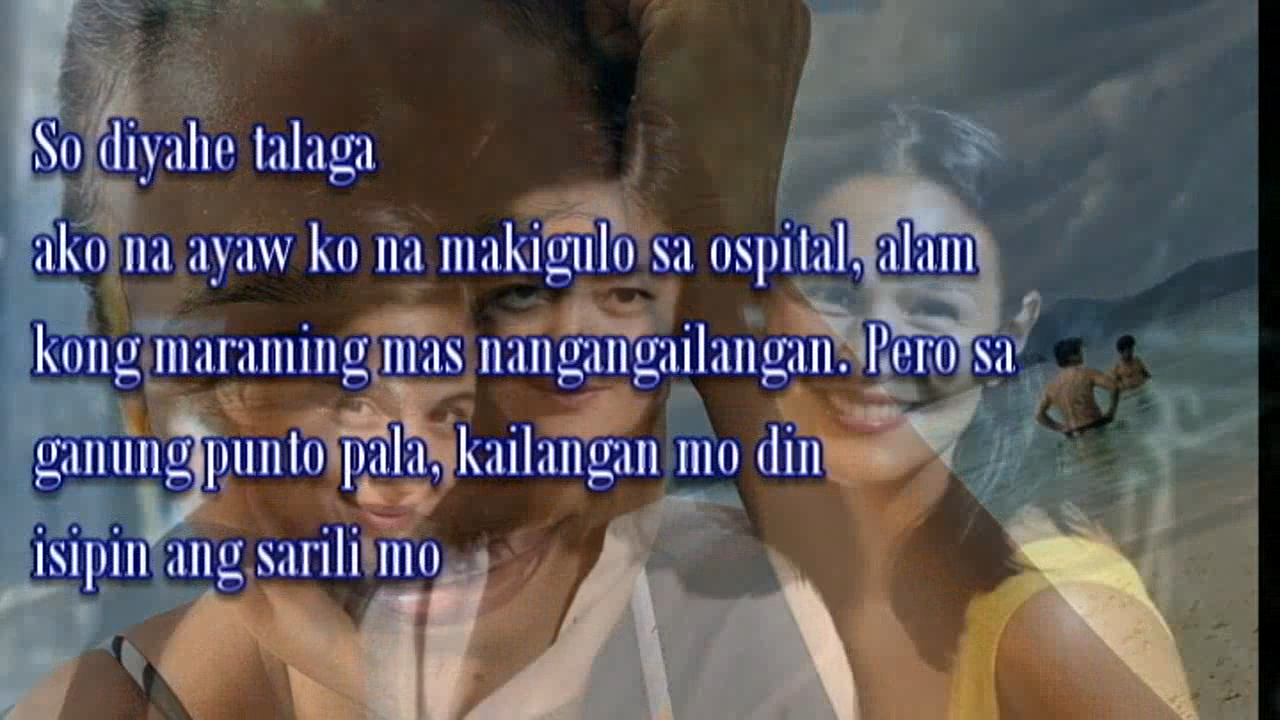 So diyahe talaga
ako na ayaw ko na makigulo sa ospital, alam
kong maraming mas nangangailangan. Pero sa
ganung punto pala, kailangan mo din
isipin ang sarili mo